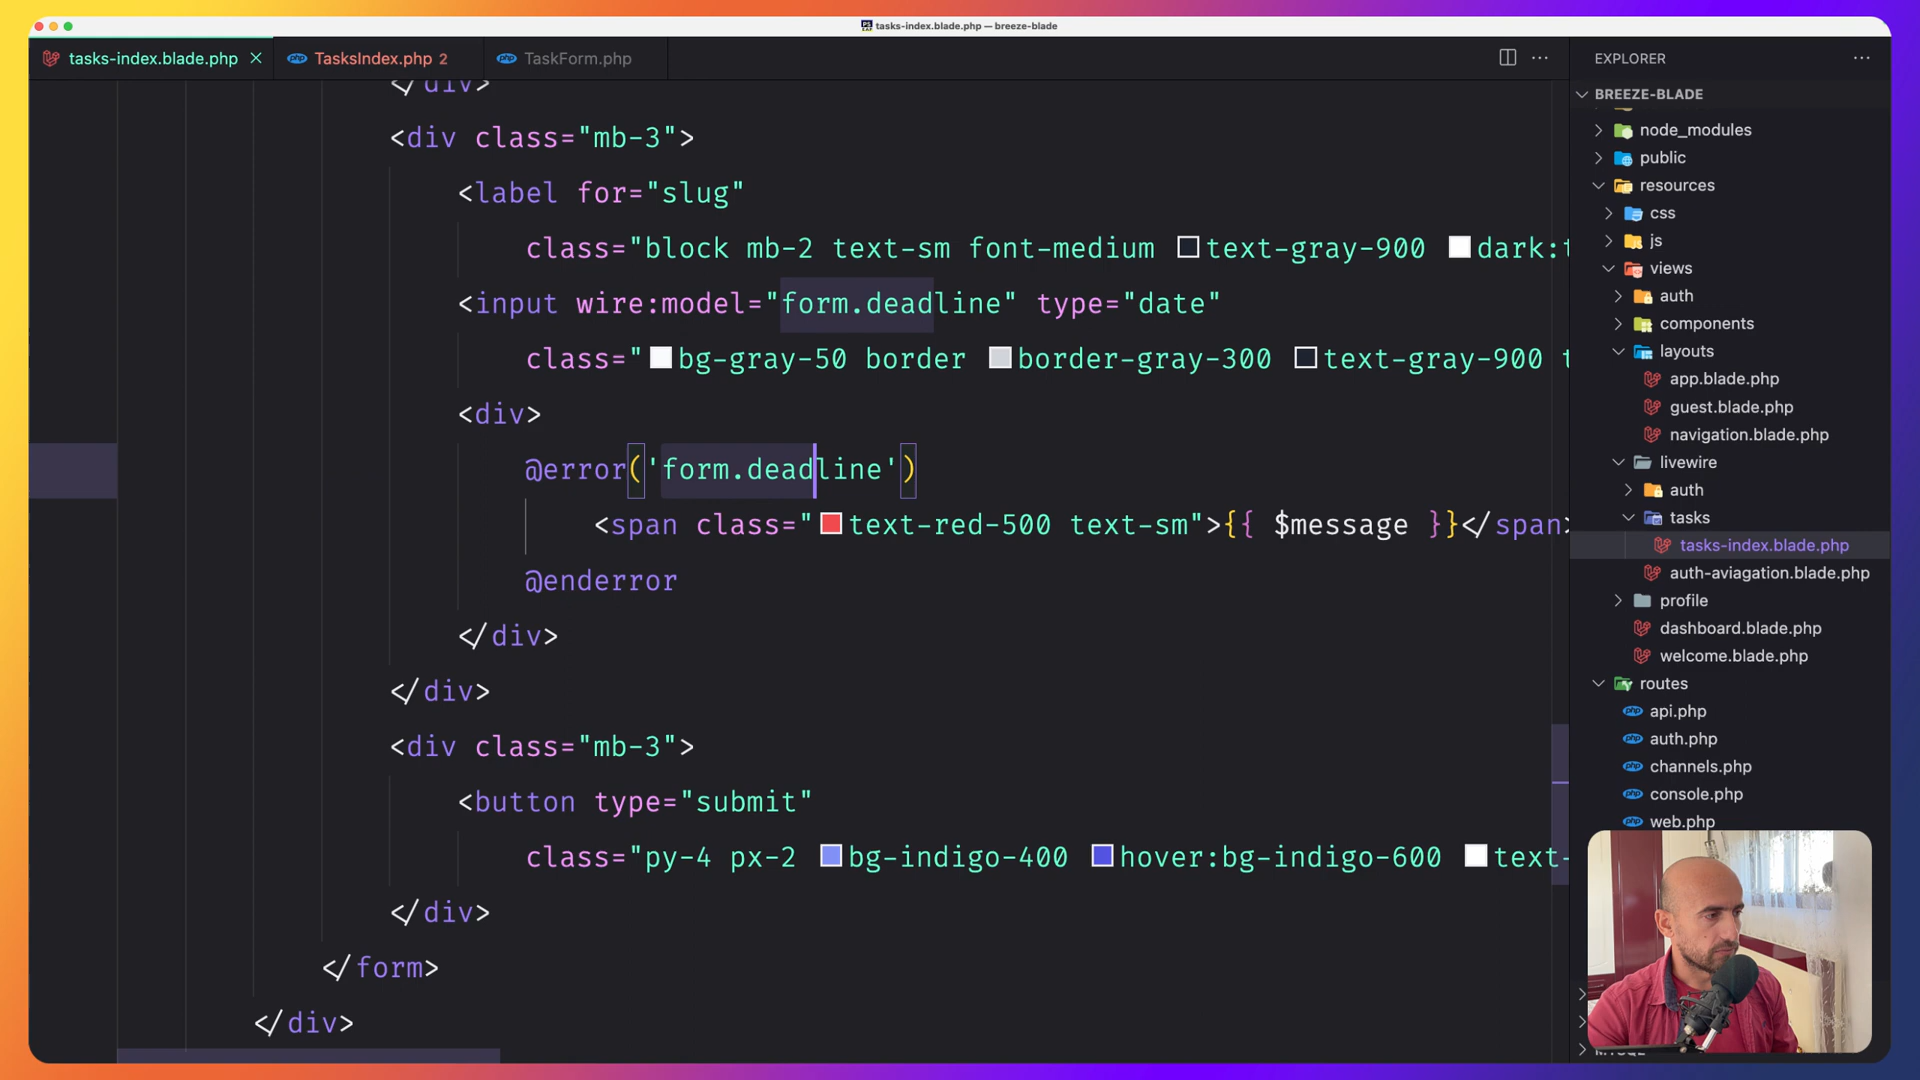 tasks-index.blade.php — breeze-blade
tasks-index.blade.php
TasksIndex.php 2
TaskForm.php
</div>
<div class="mb-3">
<label for="slug"
class="block mb-2 text-sm font-medium text-gray-900 dark:t
<input wire:model="form.deadline" type="date"
class="bg-gray-50 border border-gray-300 text-gray-900 t
<div>
@error('form.deadline')
<span class="text-red-500 text-sm">{{ $message }}</span>
@enderror
</div>
</div>
<div class="mb-3">
<button type="submit"
class="py-4 px-2 bg-indigo-400 hover:bg-indigo-600 text-
</div>
</form>
</div>
EXPLORER
BREEZE-BLADE
node_modules
public
resources
css
js
views
auth
components
layouts
app.blade.php
guest.blade.php
navigation.blade.php
livewire
auth
tasks
tasks-index.blade.php
auth-aviagation.blade.php
profile
dashboard.blade.php
welcome.blade.php
routes
api.php
auth.php
channels.php
console.php
web.php